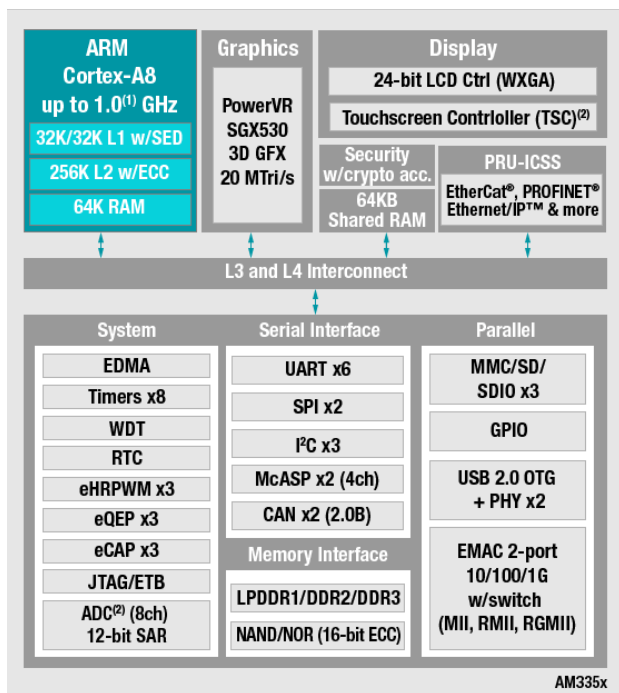 ARM
Cortex-A8
up to 1.0(1) GHz
32K/32K L1 w/SED
256K L2 w/ECC
64K RAM
Graphics
PowerVR
SGX530
3D GFX
20 MTri/s
Display
24-bit LCD Ctrl (WXGA)
Touchscreen Contrloller (TSC)(2)
Security
w/crypto acc.
64KB
Shared RAM
PRU-ICSS
EtherCat®, PROFINET®
Ethernet/IP™ & more
L3 and L4 Interconnect
System
EDMA
Timers x8
WDT
RTC
eHRPWM x3
eQEP x3
eCAP x3
JTAG/ETB
ADC(2) (8ch)
12-bit SAR
Serial Interface
UART x6
SPI x2
I²C x3
McASP x2 (4ch)
CAN x2 (2.0B)
Memory Interface
LPDDR1/DDR2/DDR3
NAND/NOR (16-bit ECC)
Parallel
MMC/SD/
SDIO x3
GPIO
USB 2.0 OTG
+ PHY x2
EMAC 2-port
10/100/1G
w/switch
(MII, RMII, RGMII)
AM335x